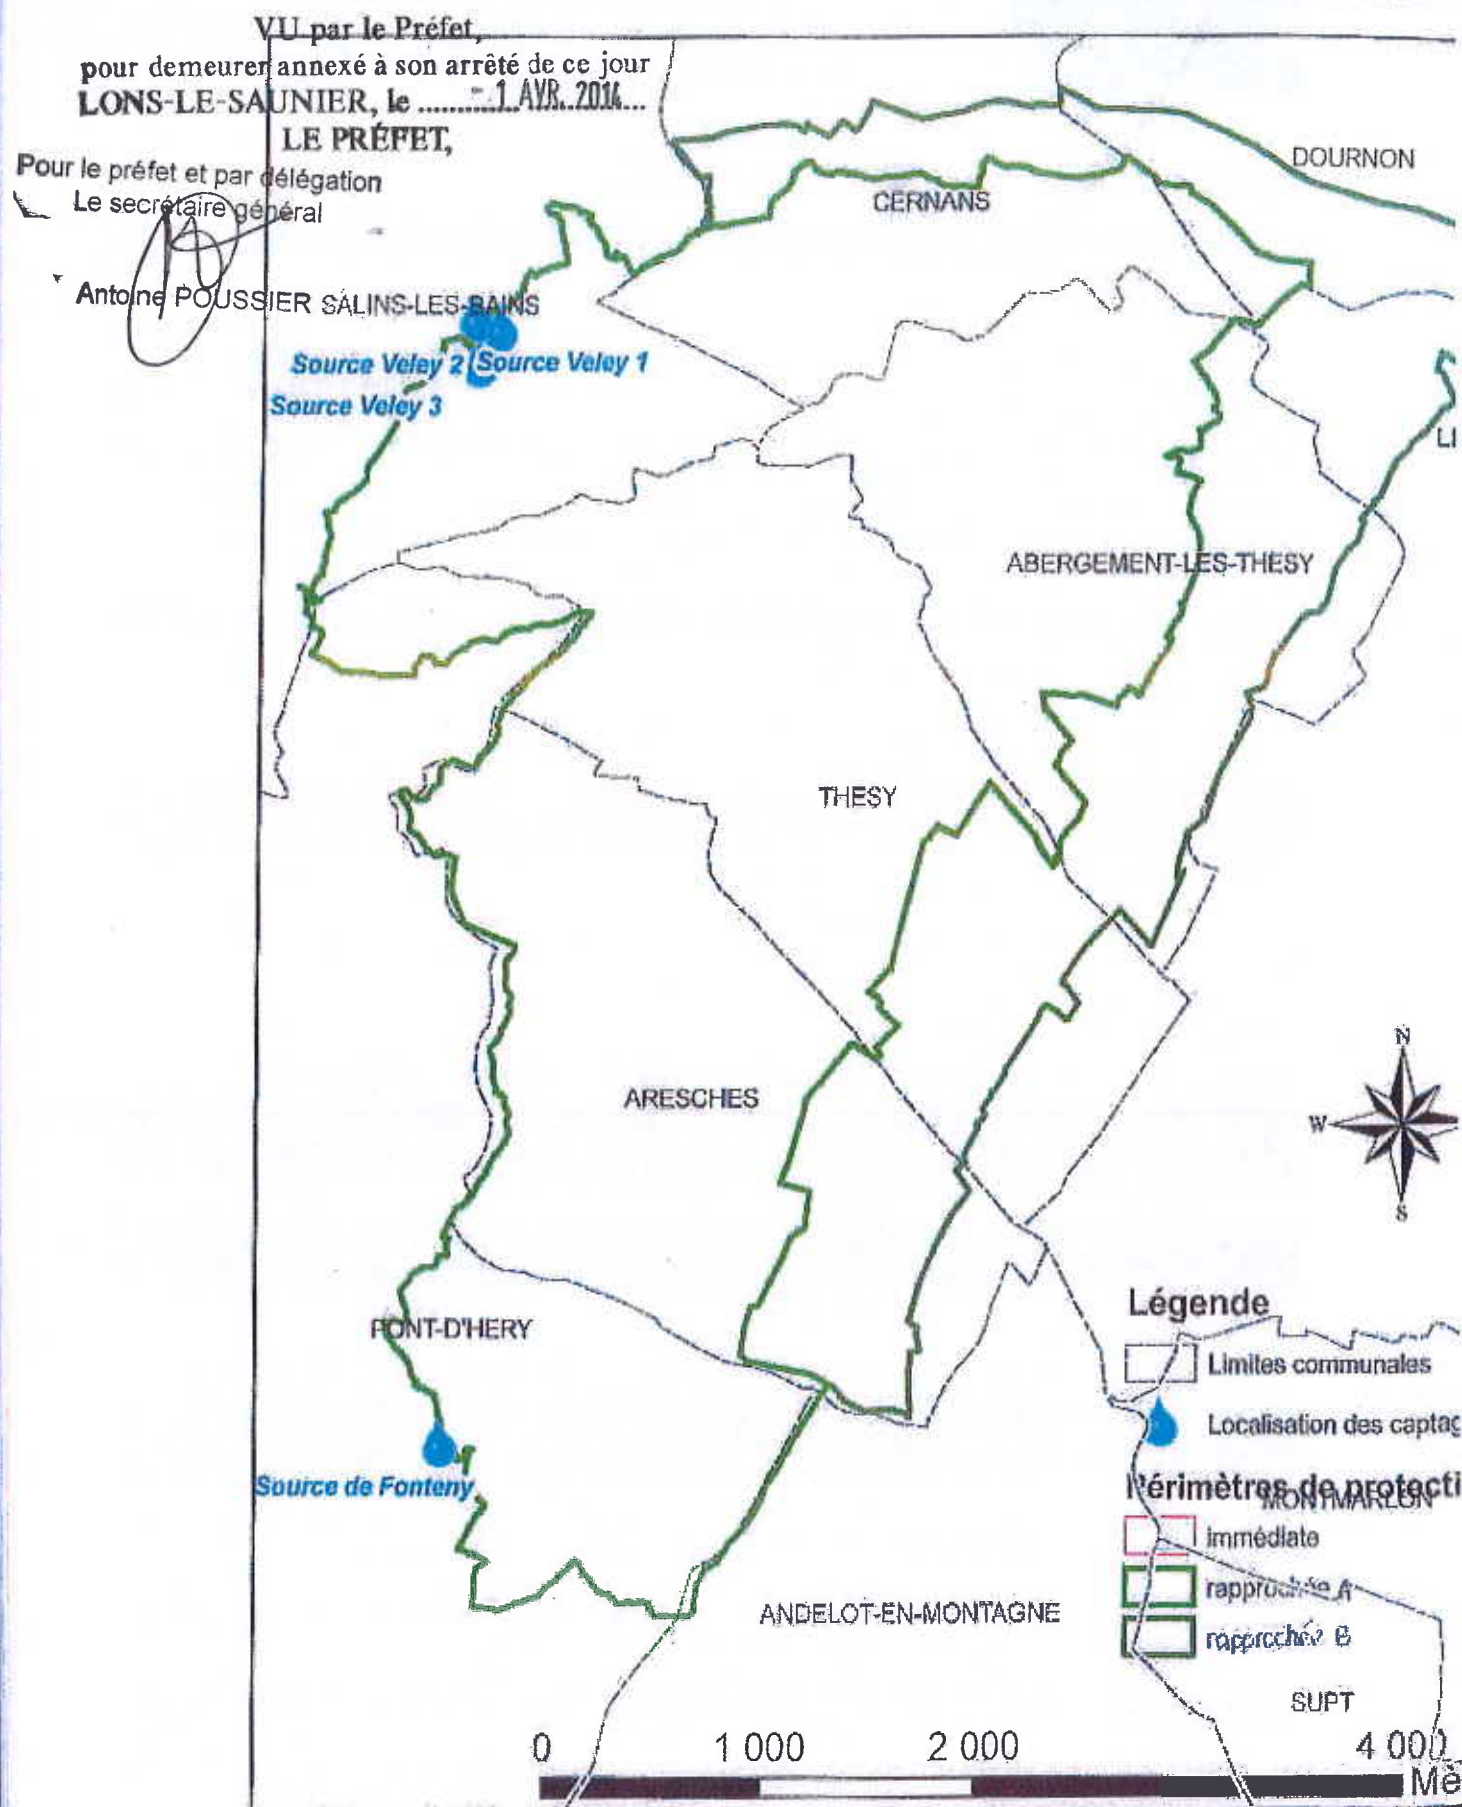 VU par le Préfet,
pour demeurer annexé à son arrêté de ce jour
LONS-LE-SAUNIER, le ......... - 1 AVR. 2014 ...
LE PRÉFET,
Pour le préfet et par délégation
Le secrétaire général
Antoine POUSSIER
SALINS-LES-BAINS
DOURNON
CERNANS
Source Veley 2
Source Veley 1
Source Veley 3
LI
ABERGEMENT-LES-THESY
THESY
ARESCHES
N
W
S
PONT-D'HERY
Source de Fonteny
Légende
Limites communales
Localisation des captag
Périmètres de protecti
MONTMARLON
immédiate
rapprochée A
rapprochée B
ANDELOT-EN-MONTAGNE
SUPT
0 1 000 2 000 4 000
Mè